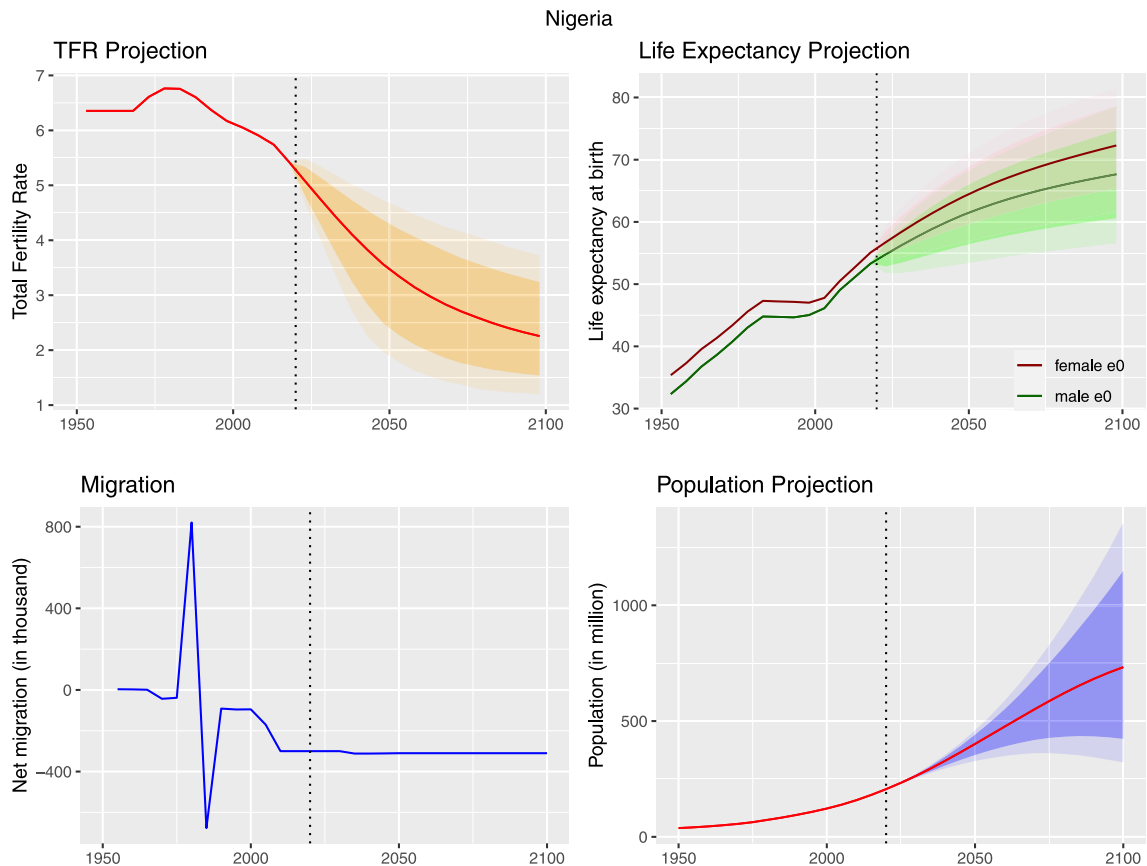 Nigeria
TFR Projection
Total Fertility Rate
7
6
5
4
3
2
1
1950 2000 2050 2100
Life Expectancy Projection
Life expectancy at birth
80
70
60
50
40
30
female e0
male e0
1950 2000 2050 2100
Migration
Net migration (in thousand)
800
400
0
−400
1950 2000 2050 2100
Population Projection
Population (in million)
1000
500
0
1950 2000 2050 2100